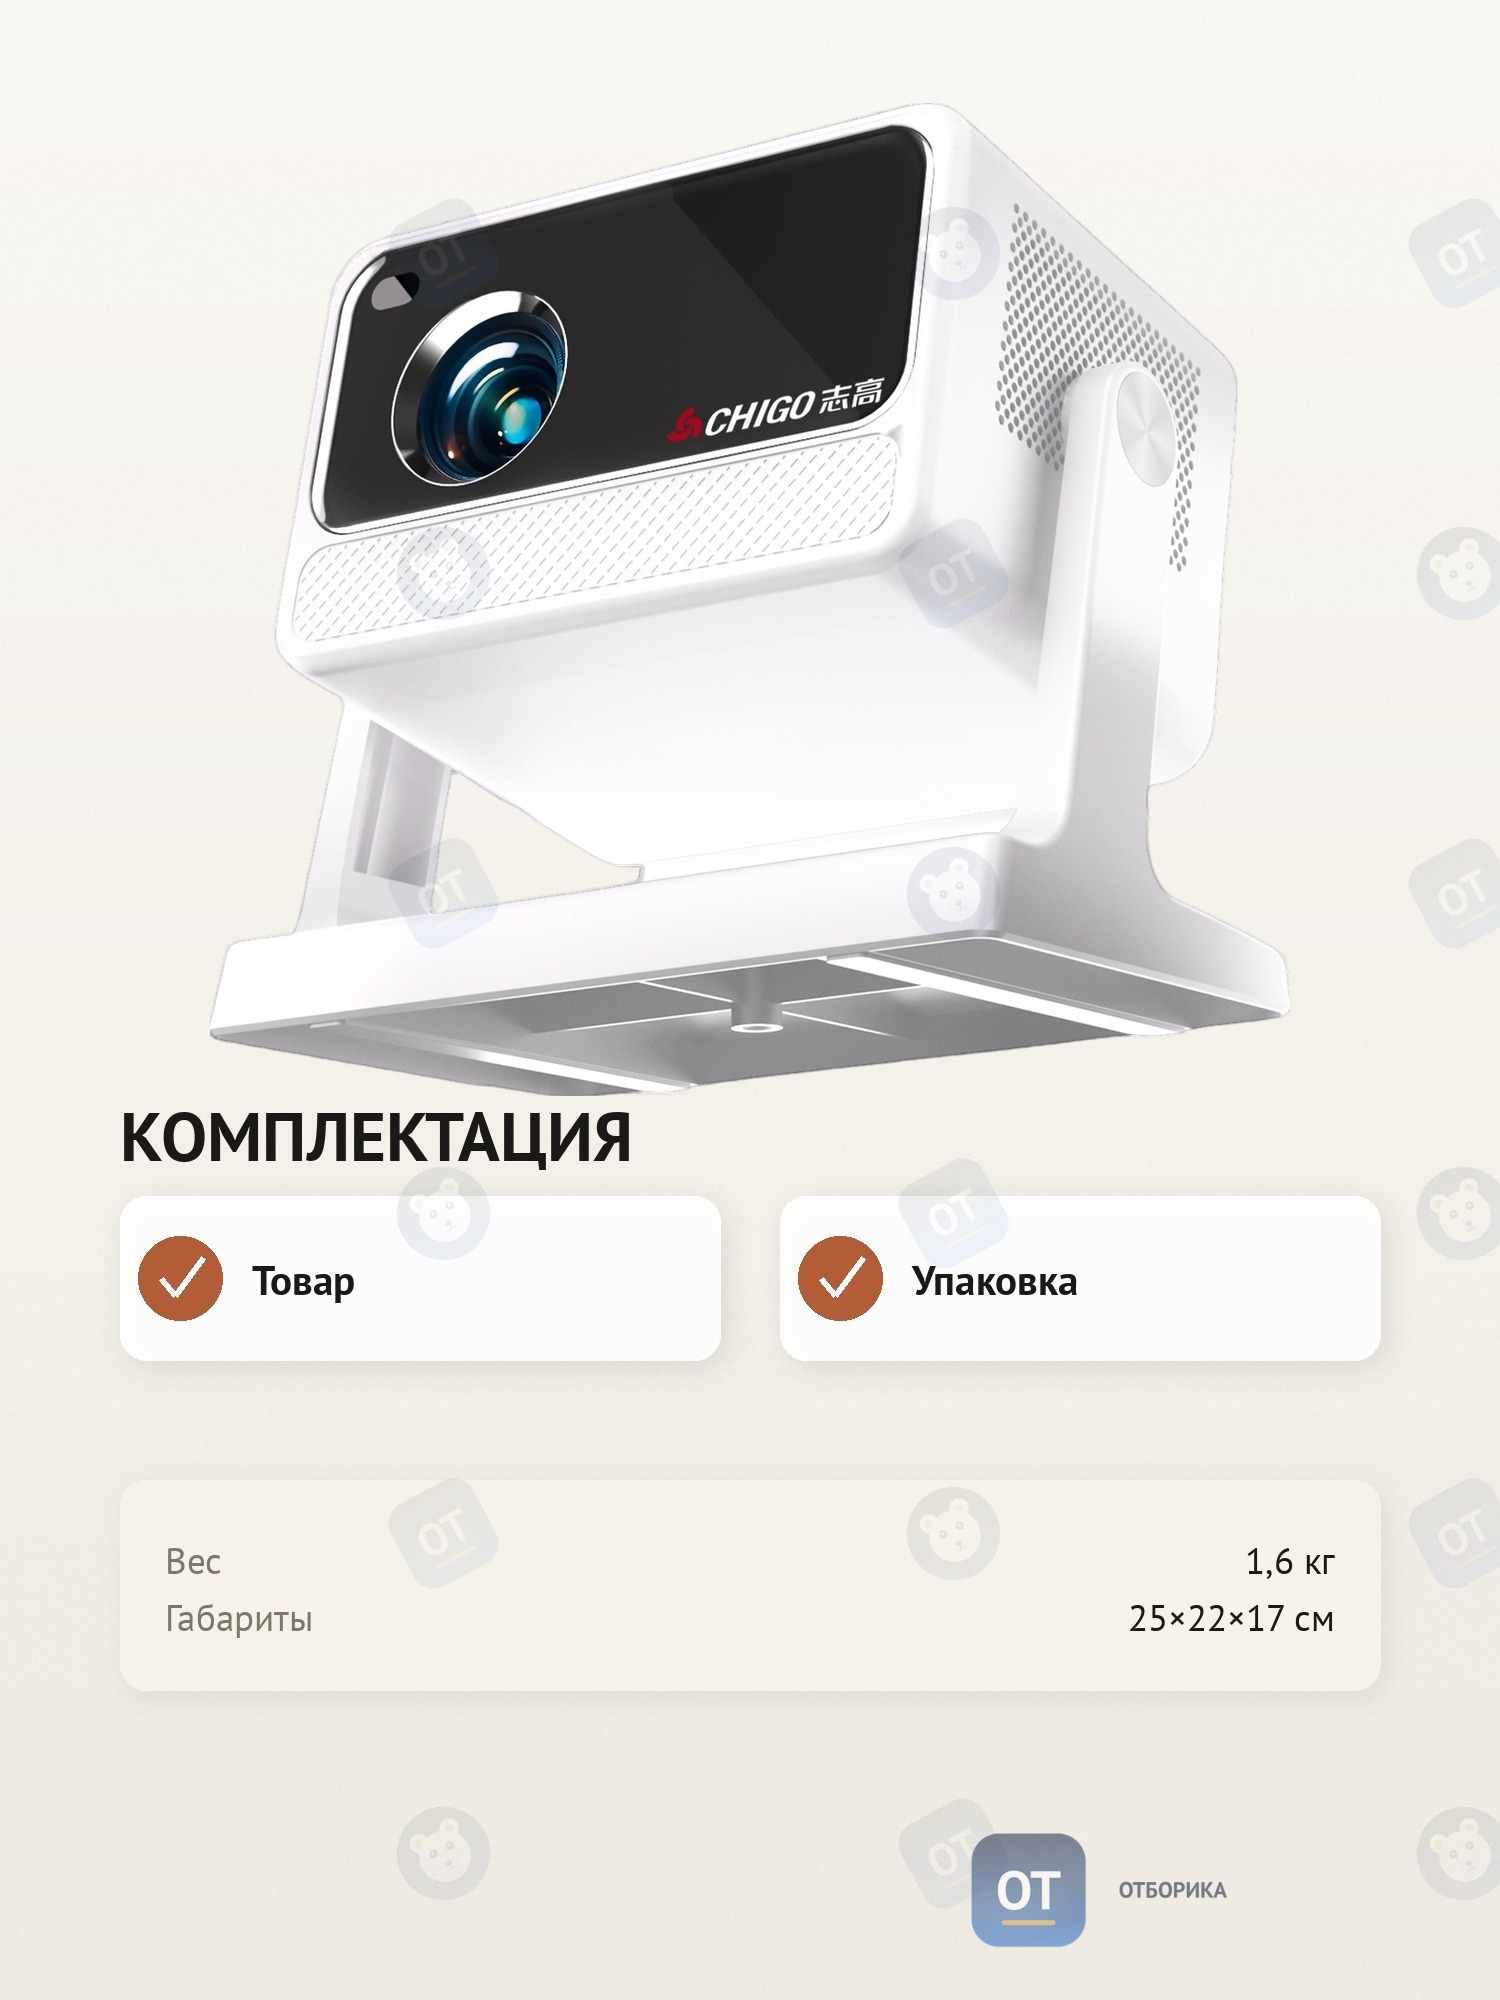 CHIGO 志高
КОМПЛЕКТАЦИЯ
Товар
Упаковка
Вес 1,6 кг
Габариты 25×22×17 см
ОТ ОТБОРИКА